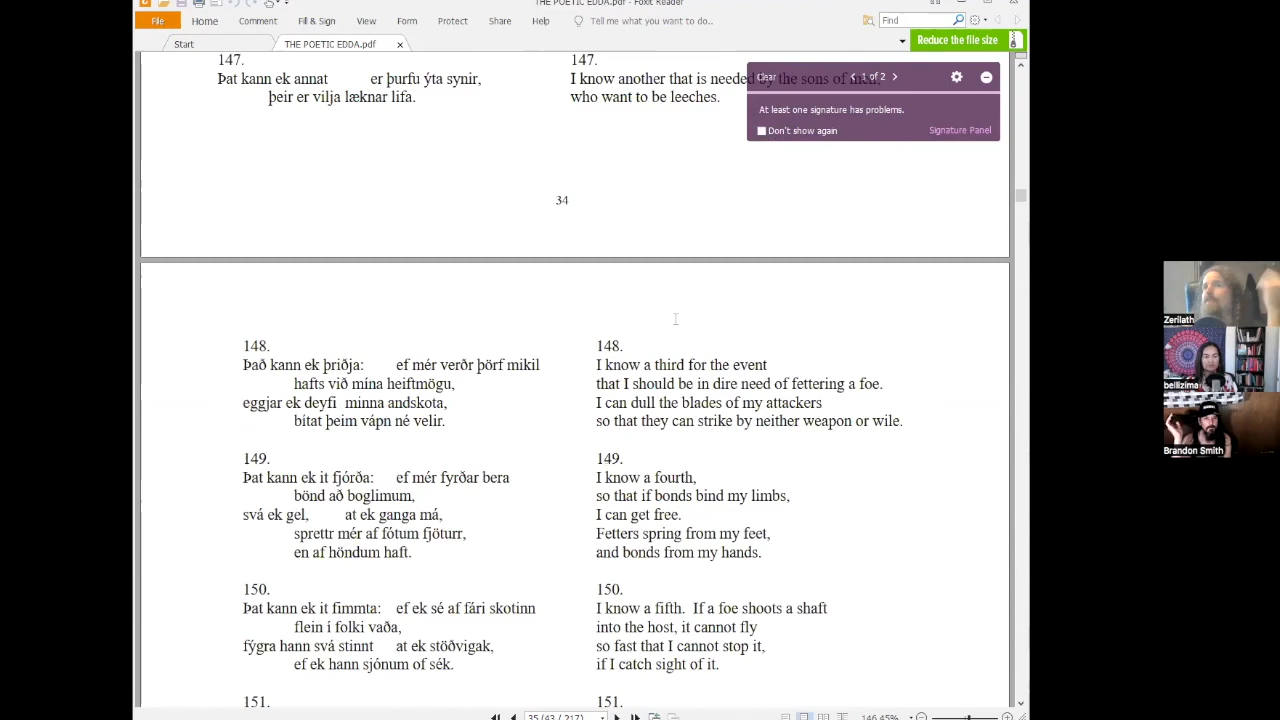 THE POETIC EDDA.pdf - Foxit Reader
File Home Comment Fill & Sign View Form Protect Share Help Tell me what you want to do.. Find
Start THE POETIC EDDA.pdf Reduce the file size
147.
Þat kann ek annat er þurfu ýta synir,
þeir er vilja læknar lifa.
147.
I know another that is needed by the sons of men,
who want to be leeches.
Clear 1 of 2
At least one signature has problems.
Don't show again Signature Panel
34
148.
Það kann ek þriðja: ef mér verðr þörf mikil
hafts við mína heiftmögu,
eggjar ek deyfi minna andskota,
bítat þeim vápn né velir.
148.
I know a third for the event
that I should be in dire need of fettering a foe.
I can dull the blades of my attackers
so that they can strike by neither weapon or wile.
149.
Þat kann ek it fjórða: ef mér fyrðar bera
bönd að boglimum,
svá ek gel, at ek ganga má,
sprettr mér af fótum fjöturr,
en af höndum haft.
149.
I know a fourth,
so that if bonds bind my limbs,
I can get free.
Fetters spring from my feet,
and bonds from my hands.
150.
Þat kann ek it fimmta: ef ek sé af fári skotinn
flein í folki vaða,
fýgra hann svá stinnt at ek stöðvigak,
ef ek hann sjónum of sék.
150.
I know a fifth. If a foe shoots a shaft
into the host, it cannot fly
so fast that I cannot stop it,
if I catch sight of it.
151.
151.
35 (43 / 217) 146.45%
Zerilath
bellizima
Brandon Smith